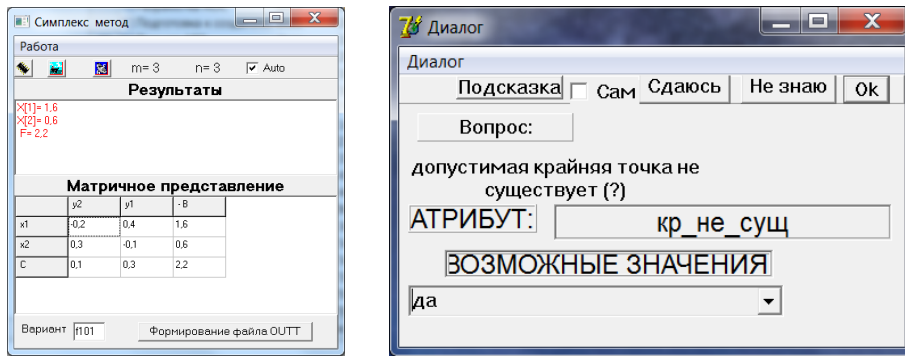 Симплекс метод
Работа
m= 3 n= 3 Auto
Результаты
X[1]= 1,6
X[2]= 0,6
F= 2,2
Матричное представление
y2 y1 - B
x1 -0,2 0,4 1,6
x2 0,3 -0,1 0,6
C 0,1 0,3 2,2
Вариант f101 Формирование файла OUTT
Диалог
Диалог
Подсказка Сам Сдаюсь Не знаю Ok
Вопрос:
допустимая крайняя точка не
существует (?)
АТРИБУТ: кр_не_сущ
ВОЗМОЖНЫЕ ЗНАЧЕНИЯ
да